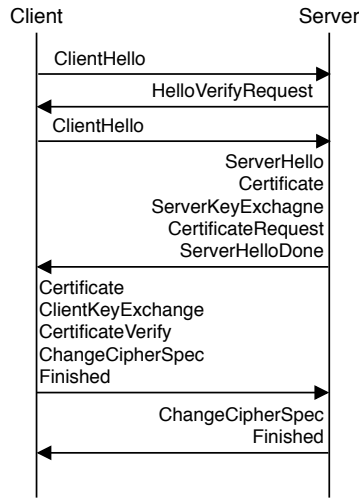 Client Server
ClientHello
HelloVerifyRequest
ClientHello
ServerHello
Certificate
ServerKeyExchagne
CertificateRequest
ServerHelloDone
Certificate
ClientKeyExchange
CertificateVerify
ChangeCipherSpec
Finished
ChangeCipherSpec
Finished